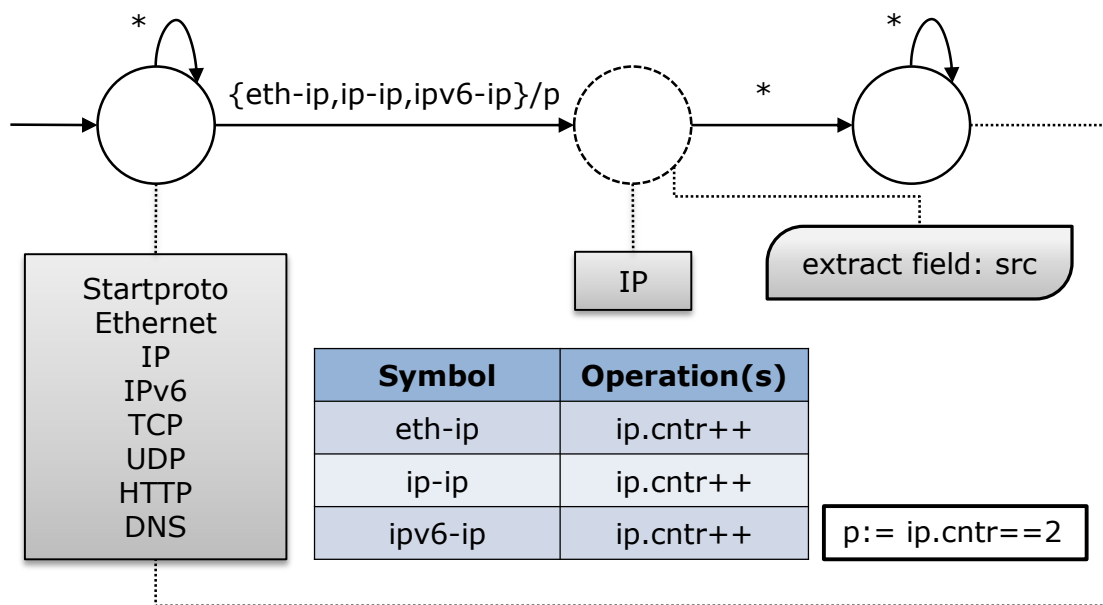 *
*
{eth-ip,ip-ip,ipv6-ip}/p
*
Startproto
Ethernet
IP
IPv6
TCP
UDP
HTTP
DNS
IP
extract field: src
Symbol Operation(s)
eth-ip ip.cntr++
ip-ip ip.cntr++
ipv6-ip ip.cntr++
p:= ip.cntr==2